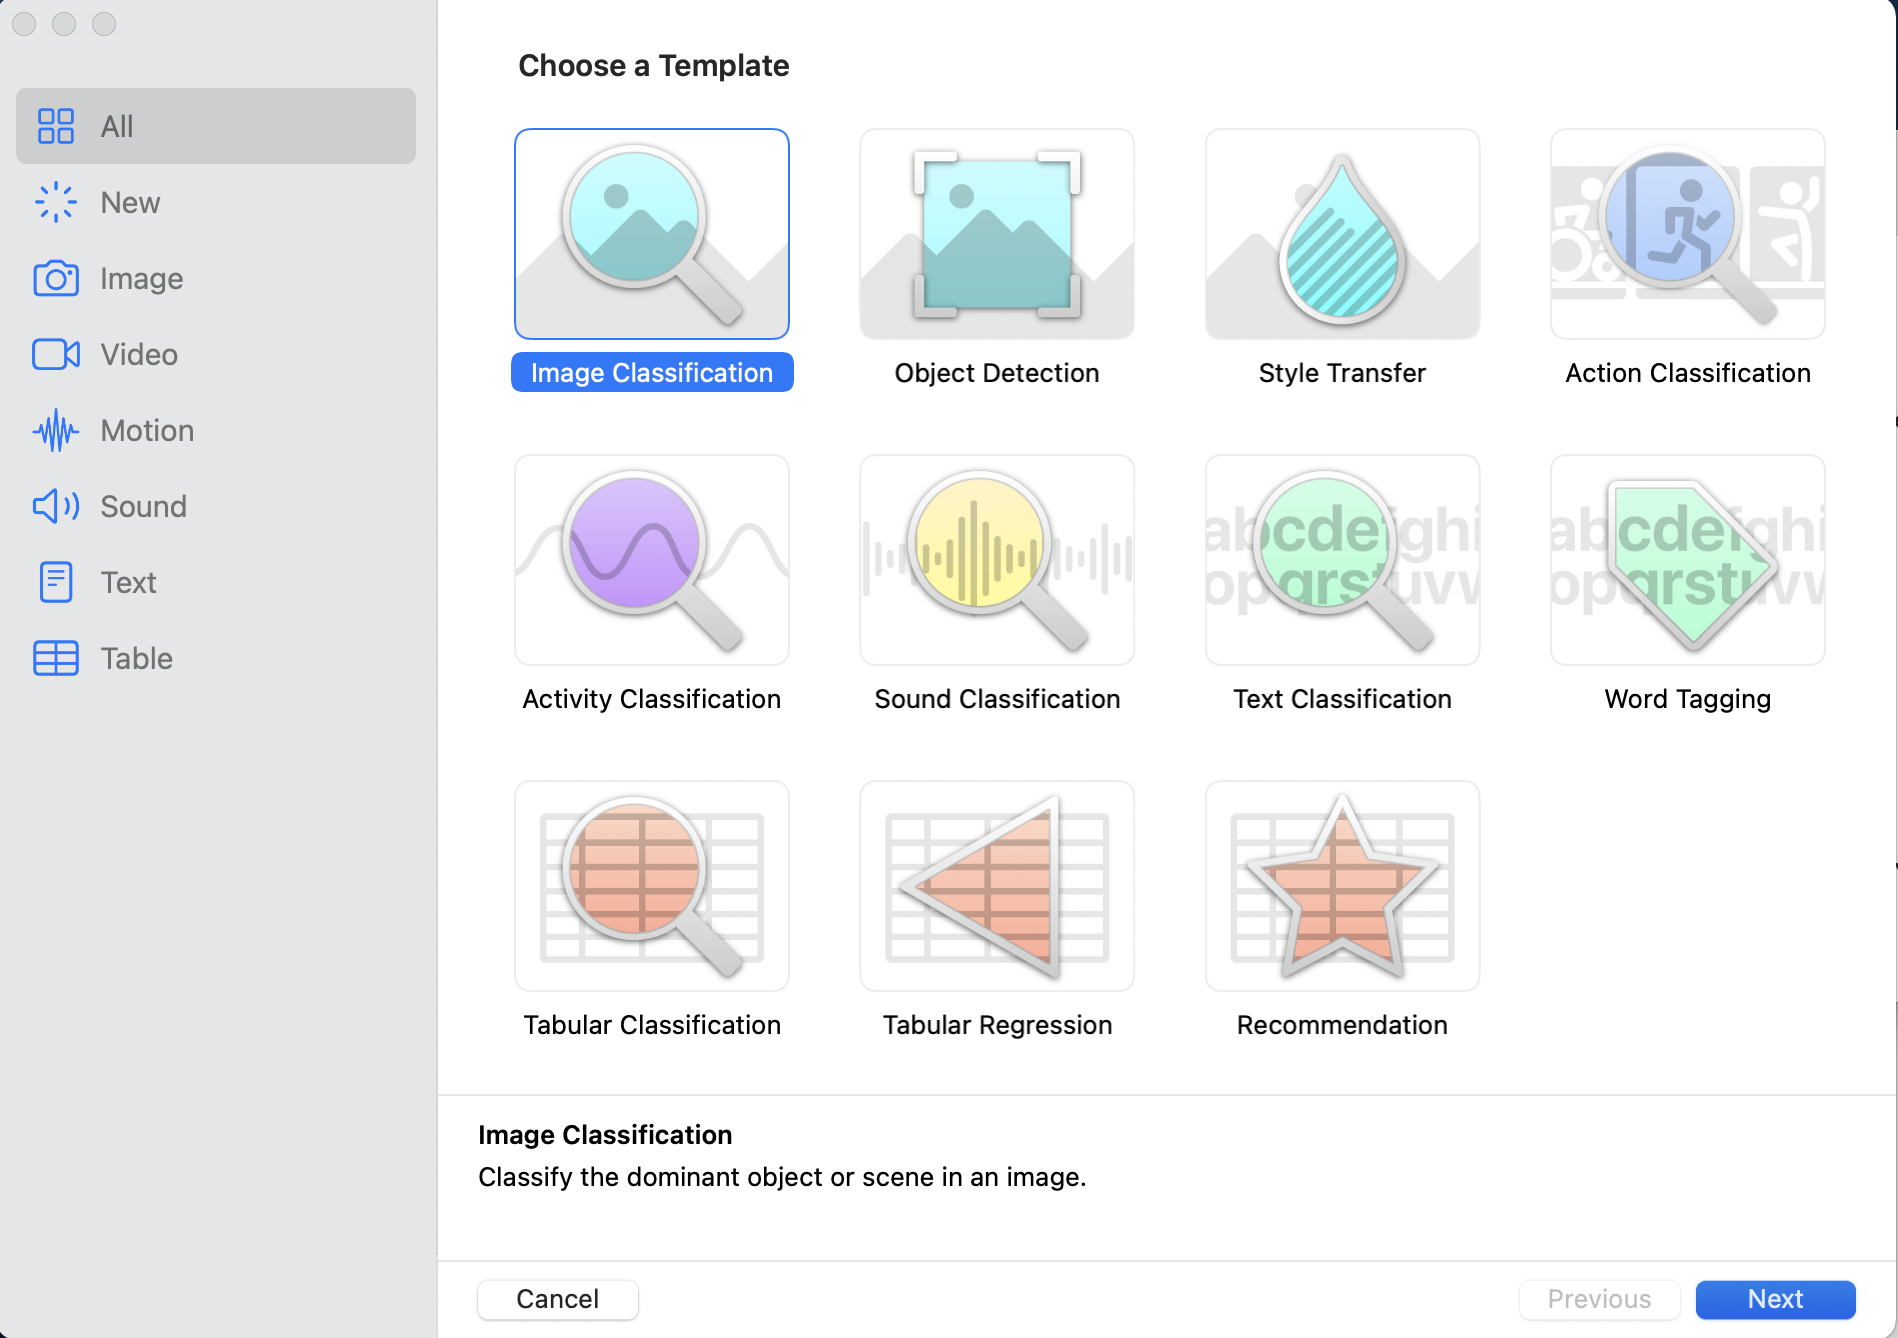 All
New
Image
Video
Motion
Sound
Text
Table
Choose a Template
Image Classification
Object Detection
Style Transfer
Action Classification
abcdefghi
opqrstuvw
abcdefghi
opqrstuvw
Activity Classification
Sound Classification
Text Classification
Word Tagging
Tabular Classification
Tabular Regression
Recommendation
Image Classification
Classify the dominant object or scene in an image.
Cancel
Previous
Next